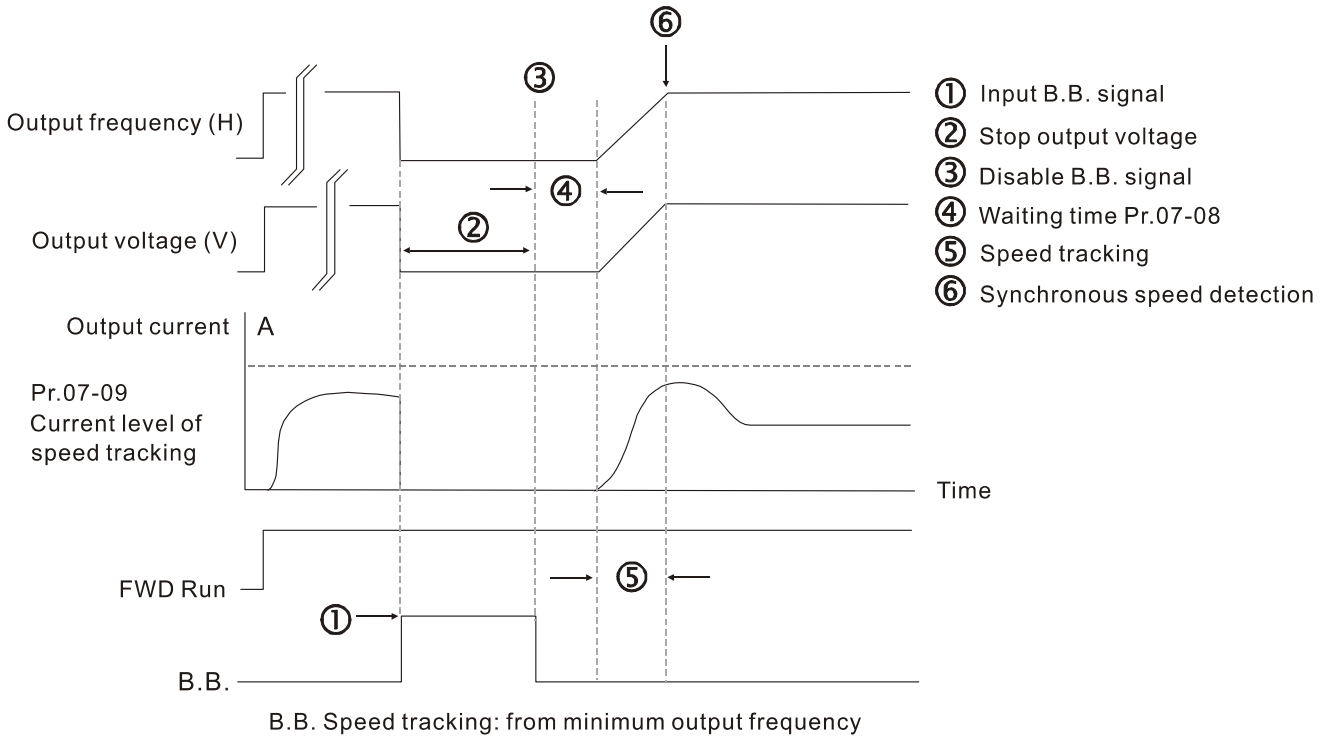 ⑥
③
Output frequency (H)
④
②
Output voltage (V)
① Input B.B. signal
② Stop output voltage
③ Disable B.B. signal
④ Waiting time Pr.07-08
⑤ Speed tracking
⑥ Synchronous speed detection
Output current
A
Pr.07-09
Current level of
speed tracking
Time
FWD Run
⑤
①
B.B.
B.B. Speed tracking: from minimum output frequency